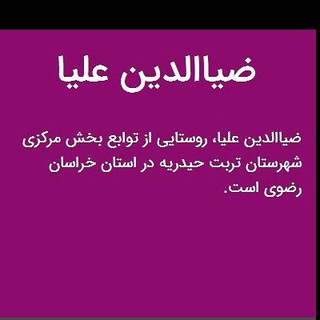 ضیاالدین علیا
ضیاالدین علیا، روستایی از توابع بخش مرکزی
شهرستان تربت حیدریه در استان خراسان
رضوی است.